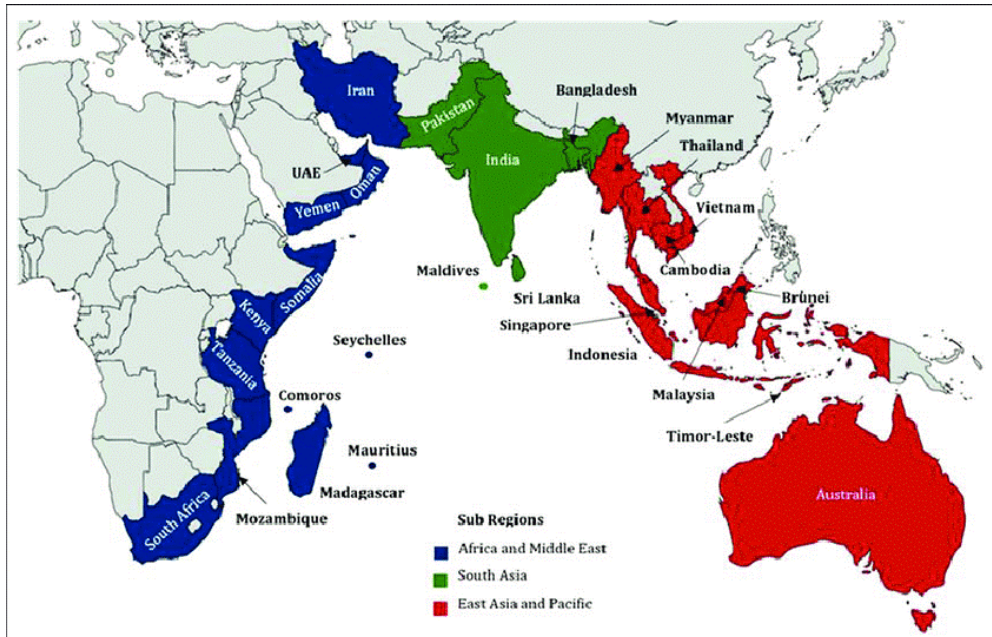 Iran
Pakistan
Bangladesh
Myanmar
Thailand
India
UAE
Oman
Yemen
Vietnam
Maldives
Cambodia
Somalia
Sri Lanka
Brunei
Kenya
Singapore
Seychelles
Indonesia
Tanzania
Malaysia
Comoros
Timor-Leste
Mauritius
Madagascar
Australia
South Africa
Mozambique
Sub Regions
Africa and Middle East
South Asia
East Asia and Pacific